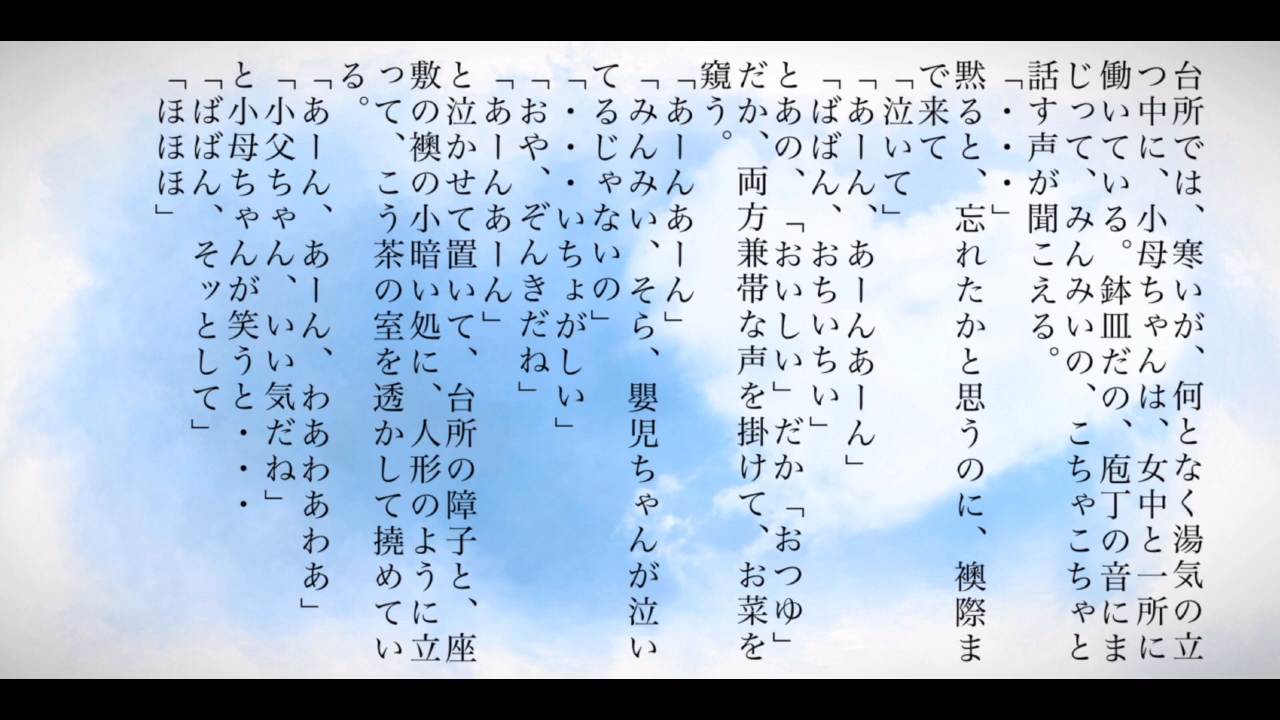 台所では、寒いが、何となく湯気の立
つ中に、小母ちゃんは、女中と一所に
働いている。鉢皿だの、庖丁の音にま
じって、みんみいの、こちゃこちゃと
話す声が聞こえる。
「・・・」
黙ると、忘れたかと思うのに、襖際ま
で来て
「泣いて」
「あーん、あーんあーん」
「ばばん、おちいちい」
とあの、「おいしい」だか「おつゆ」
だか、両方兼帯な声を掛けて、お菜を
窺う。
「あーんあーん」
「みんみい、そら、嬰児ちゃんが泣い
てるじゃないの」
「・・・いちょがしい」
「おや、ぞんきだね」
「あーんあーん」
と泣かせて置いて、台所の障子と、座
敷の襖の小暗い処に、人形のように立
って、こう茶の室を透かして撓めてい
る。
「あーん、あーん、わあわあわあ」
「小父ちゃん、いい気だね」
と小母ちゃんが笑うと・・・
「ばばん、そッとして」
「ほほほ」